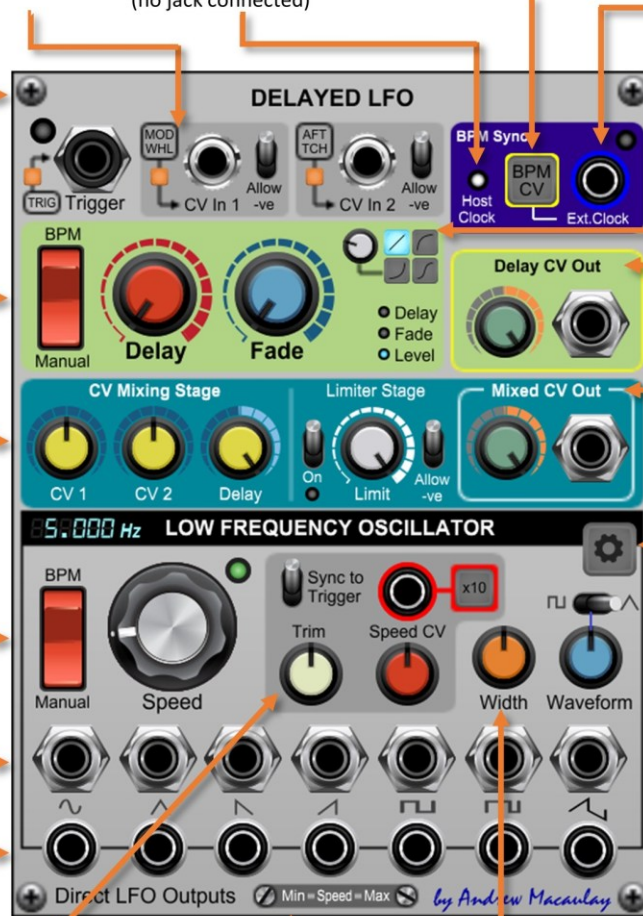 (no jack connected)
DELAYED LFO
MOD
WHL
AFT
TCH
BPM Sync
BPM
CV
TRIG
Trigger
CV In 1
Allow
-ve
CV In 2
Allow
-ve
Host
Clock
Ext.Clock
BPM
Manual
Delay
Fade
Delay
Fade
Level
Delay CV Out
CV Mixing Stage
CV 1
CV 2
Delay
Limiter Stage
On
Limit
Allow
-ve
Mixed CV Out
5.000 Hz
LOW FREQUENCY OSCILLATOR
BPM
Manual
Speed
Sync to
Trigger
x10
Trim
Speed CV
Width
Waveform
Direct LFO Outputs
Min = Speed = Max
by Andrew Macaulay